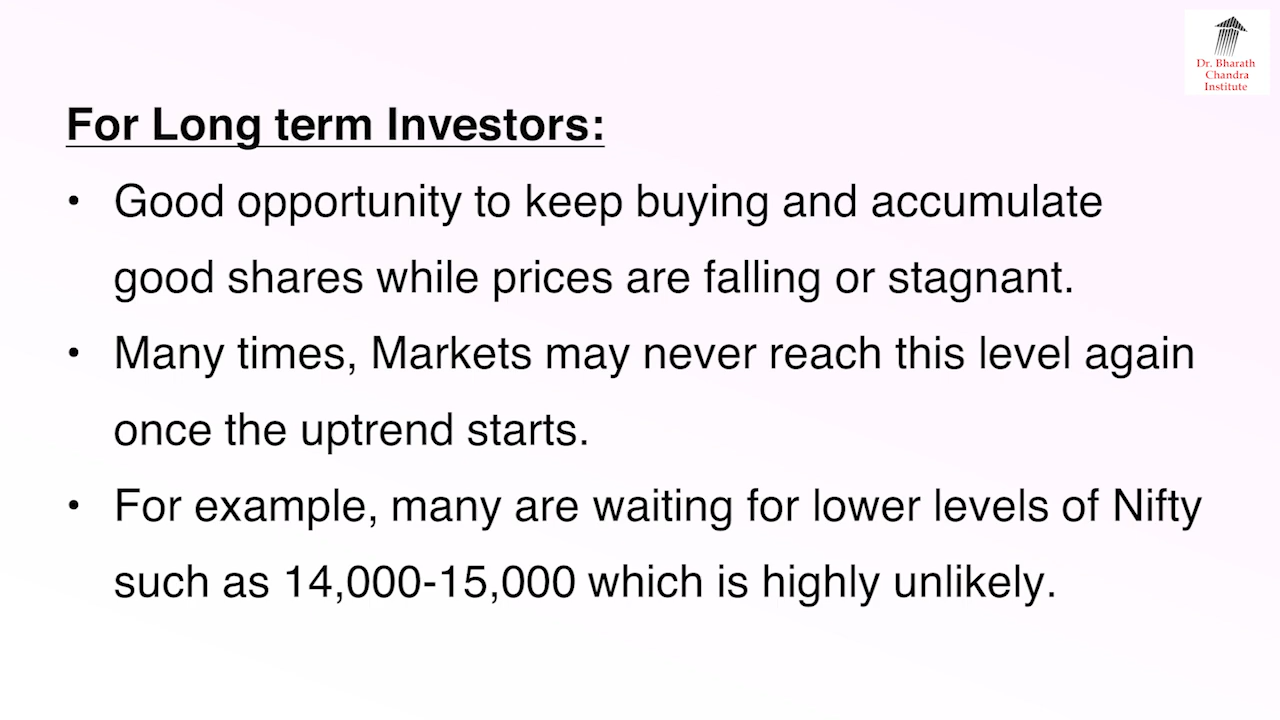 Dr. Bharath
Chandra
Institute
For Long term Investors:
• Good opportunity to keep buying and accumulate
good shares while prices are falling or stagnant.
• Many times, Markets may never reach this level again
once the uptrend starts.
• For example, many are waiting for lower levels of Nifty
such as 14,000-15,000 which is highly unlikely.